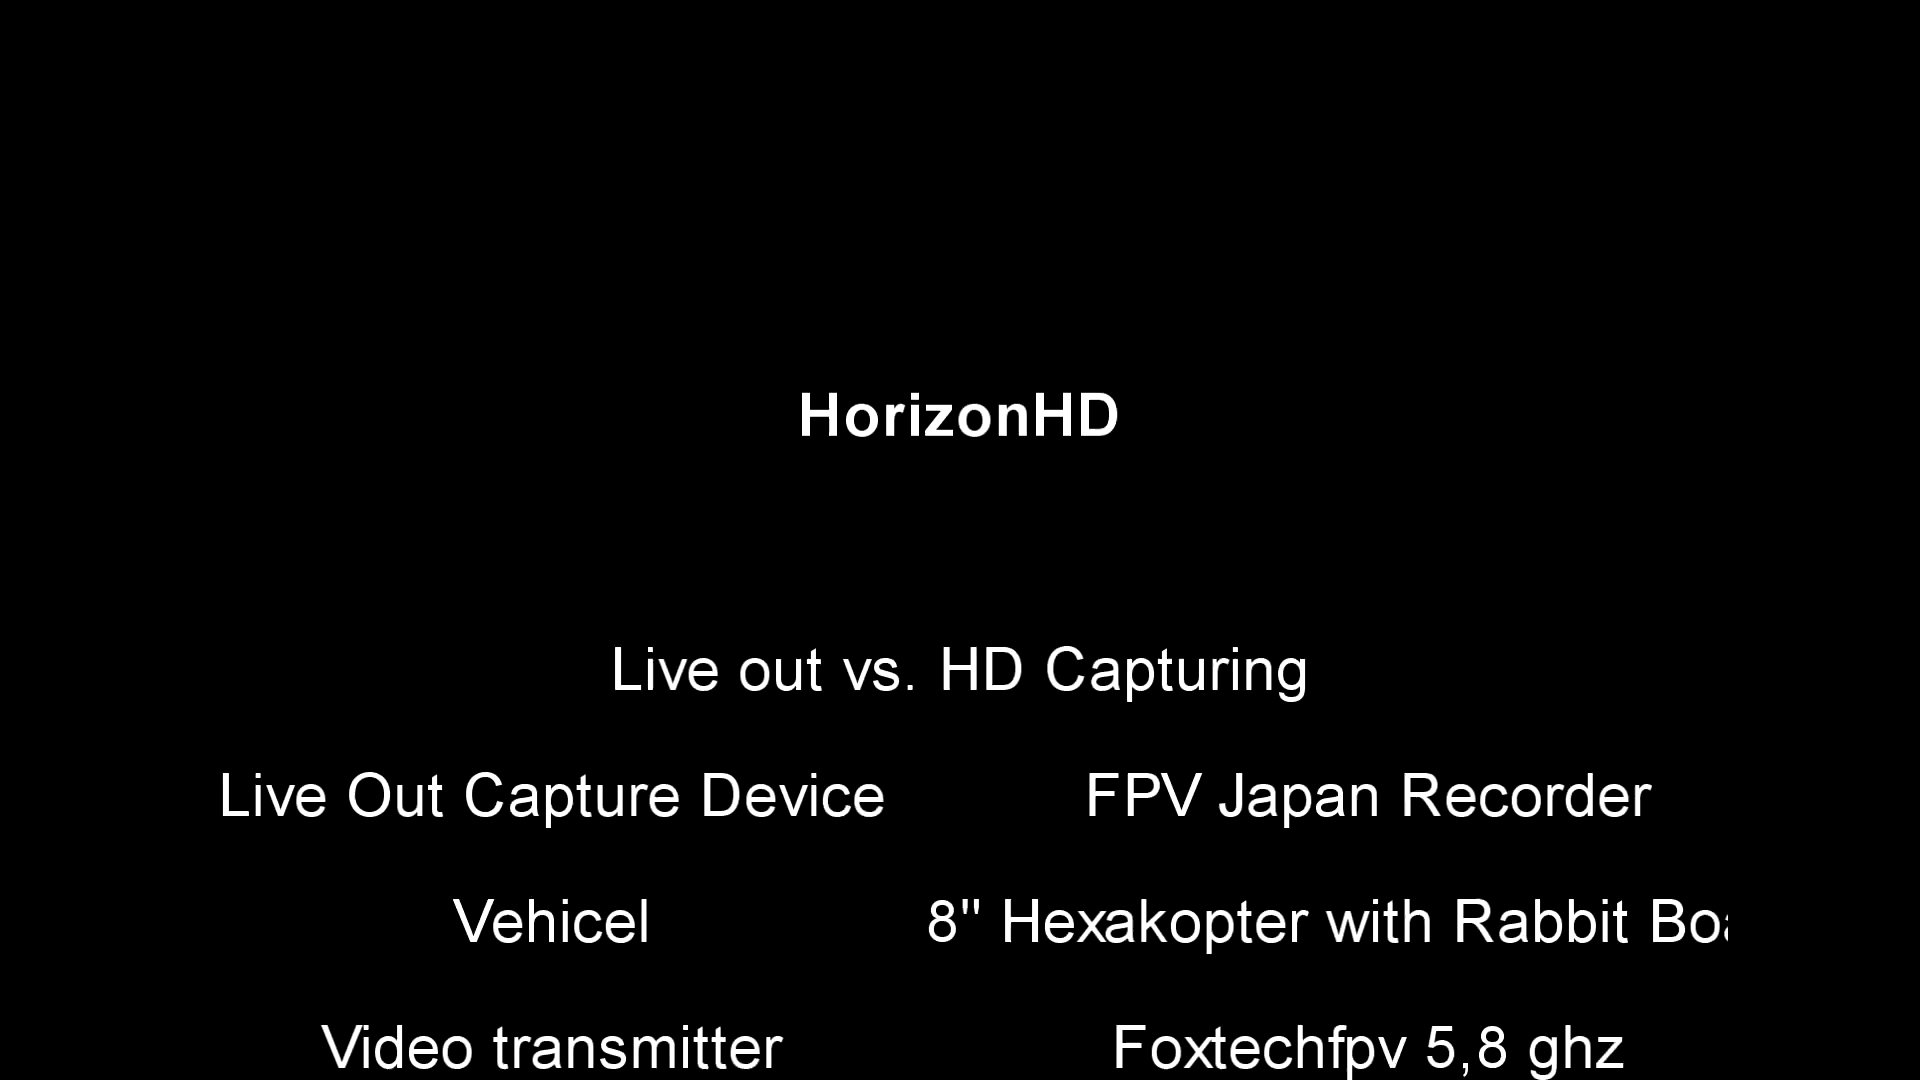 HorizonHD
Live out vs. HD Capturing
Live Out Capture Device FPV Japan Recorder
Vehicel 8" Hexakopter with Rabbit
Video transmitter Foxtechfpv 5,8 ghz